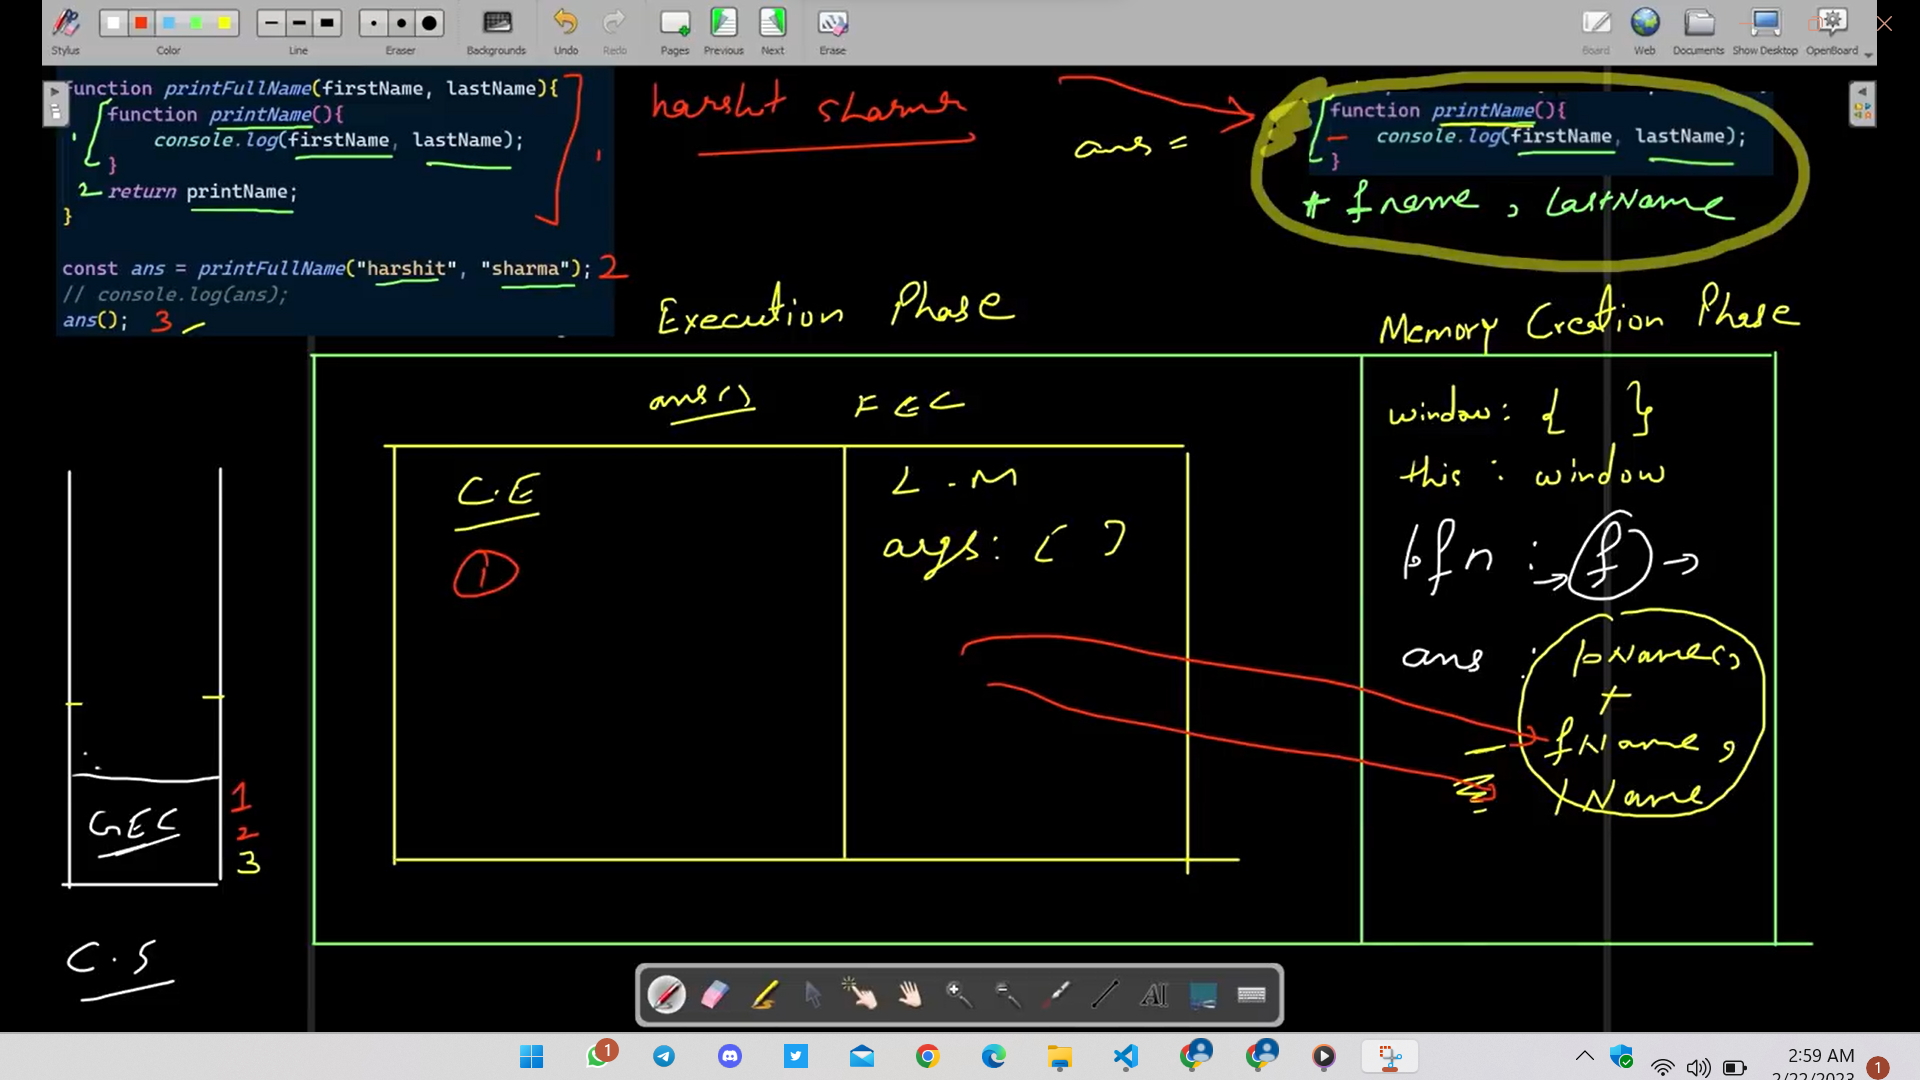 Stylus
Color
Line
Eraser
Backgrounds
Undo
Redo
Pages
Previous
Next
Erase
Board
Web
Documents
Show Desktop
OpenBoard
function printFullName(firstName, lastName){
1 function printName(){
console.log(firstName, lastName);
}
2 return printName;
}
1
const ans = printFullName("harshit", "sharma"); 2
// console.log(ans);
ans(); 3
harshit sharma
ans =
function printName(){
console.log(firstName, lastName);
}
+ fname, lastName
Execution Phase
Memory Creation Phase
ans() FEC
C.E
1
L.M
args: [ ]
window: { }
this: window
pfn : → f →
ans : pName(),
+
fName,
lName
GEC
1
2
3
C.S
AI
1
2:59 AM
2/22/2023
1